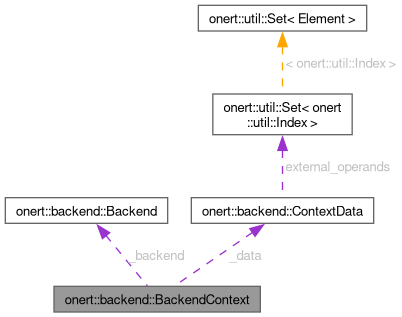 onert::util::Set< Element >
< onert::util::Index >
onert::util::Set< onert
::util::Index >
external_operands
onert::backend::Backend
onert::backend::ContextData
_backend
_data
onert::backend::BackendContext